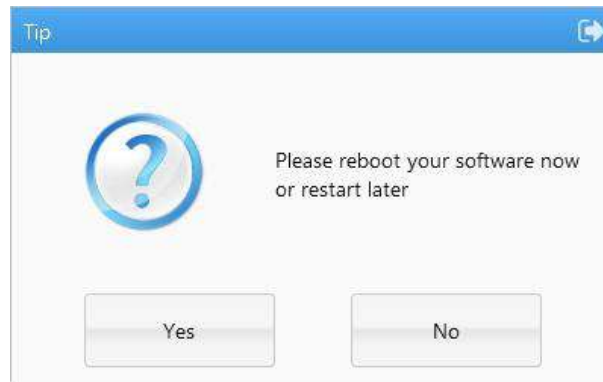 Tip
Please reboot your software now
or restart later
Yes
No